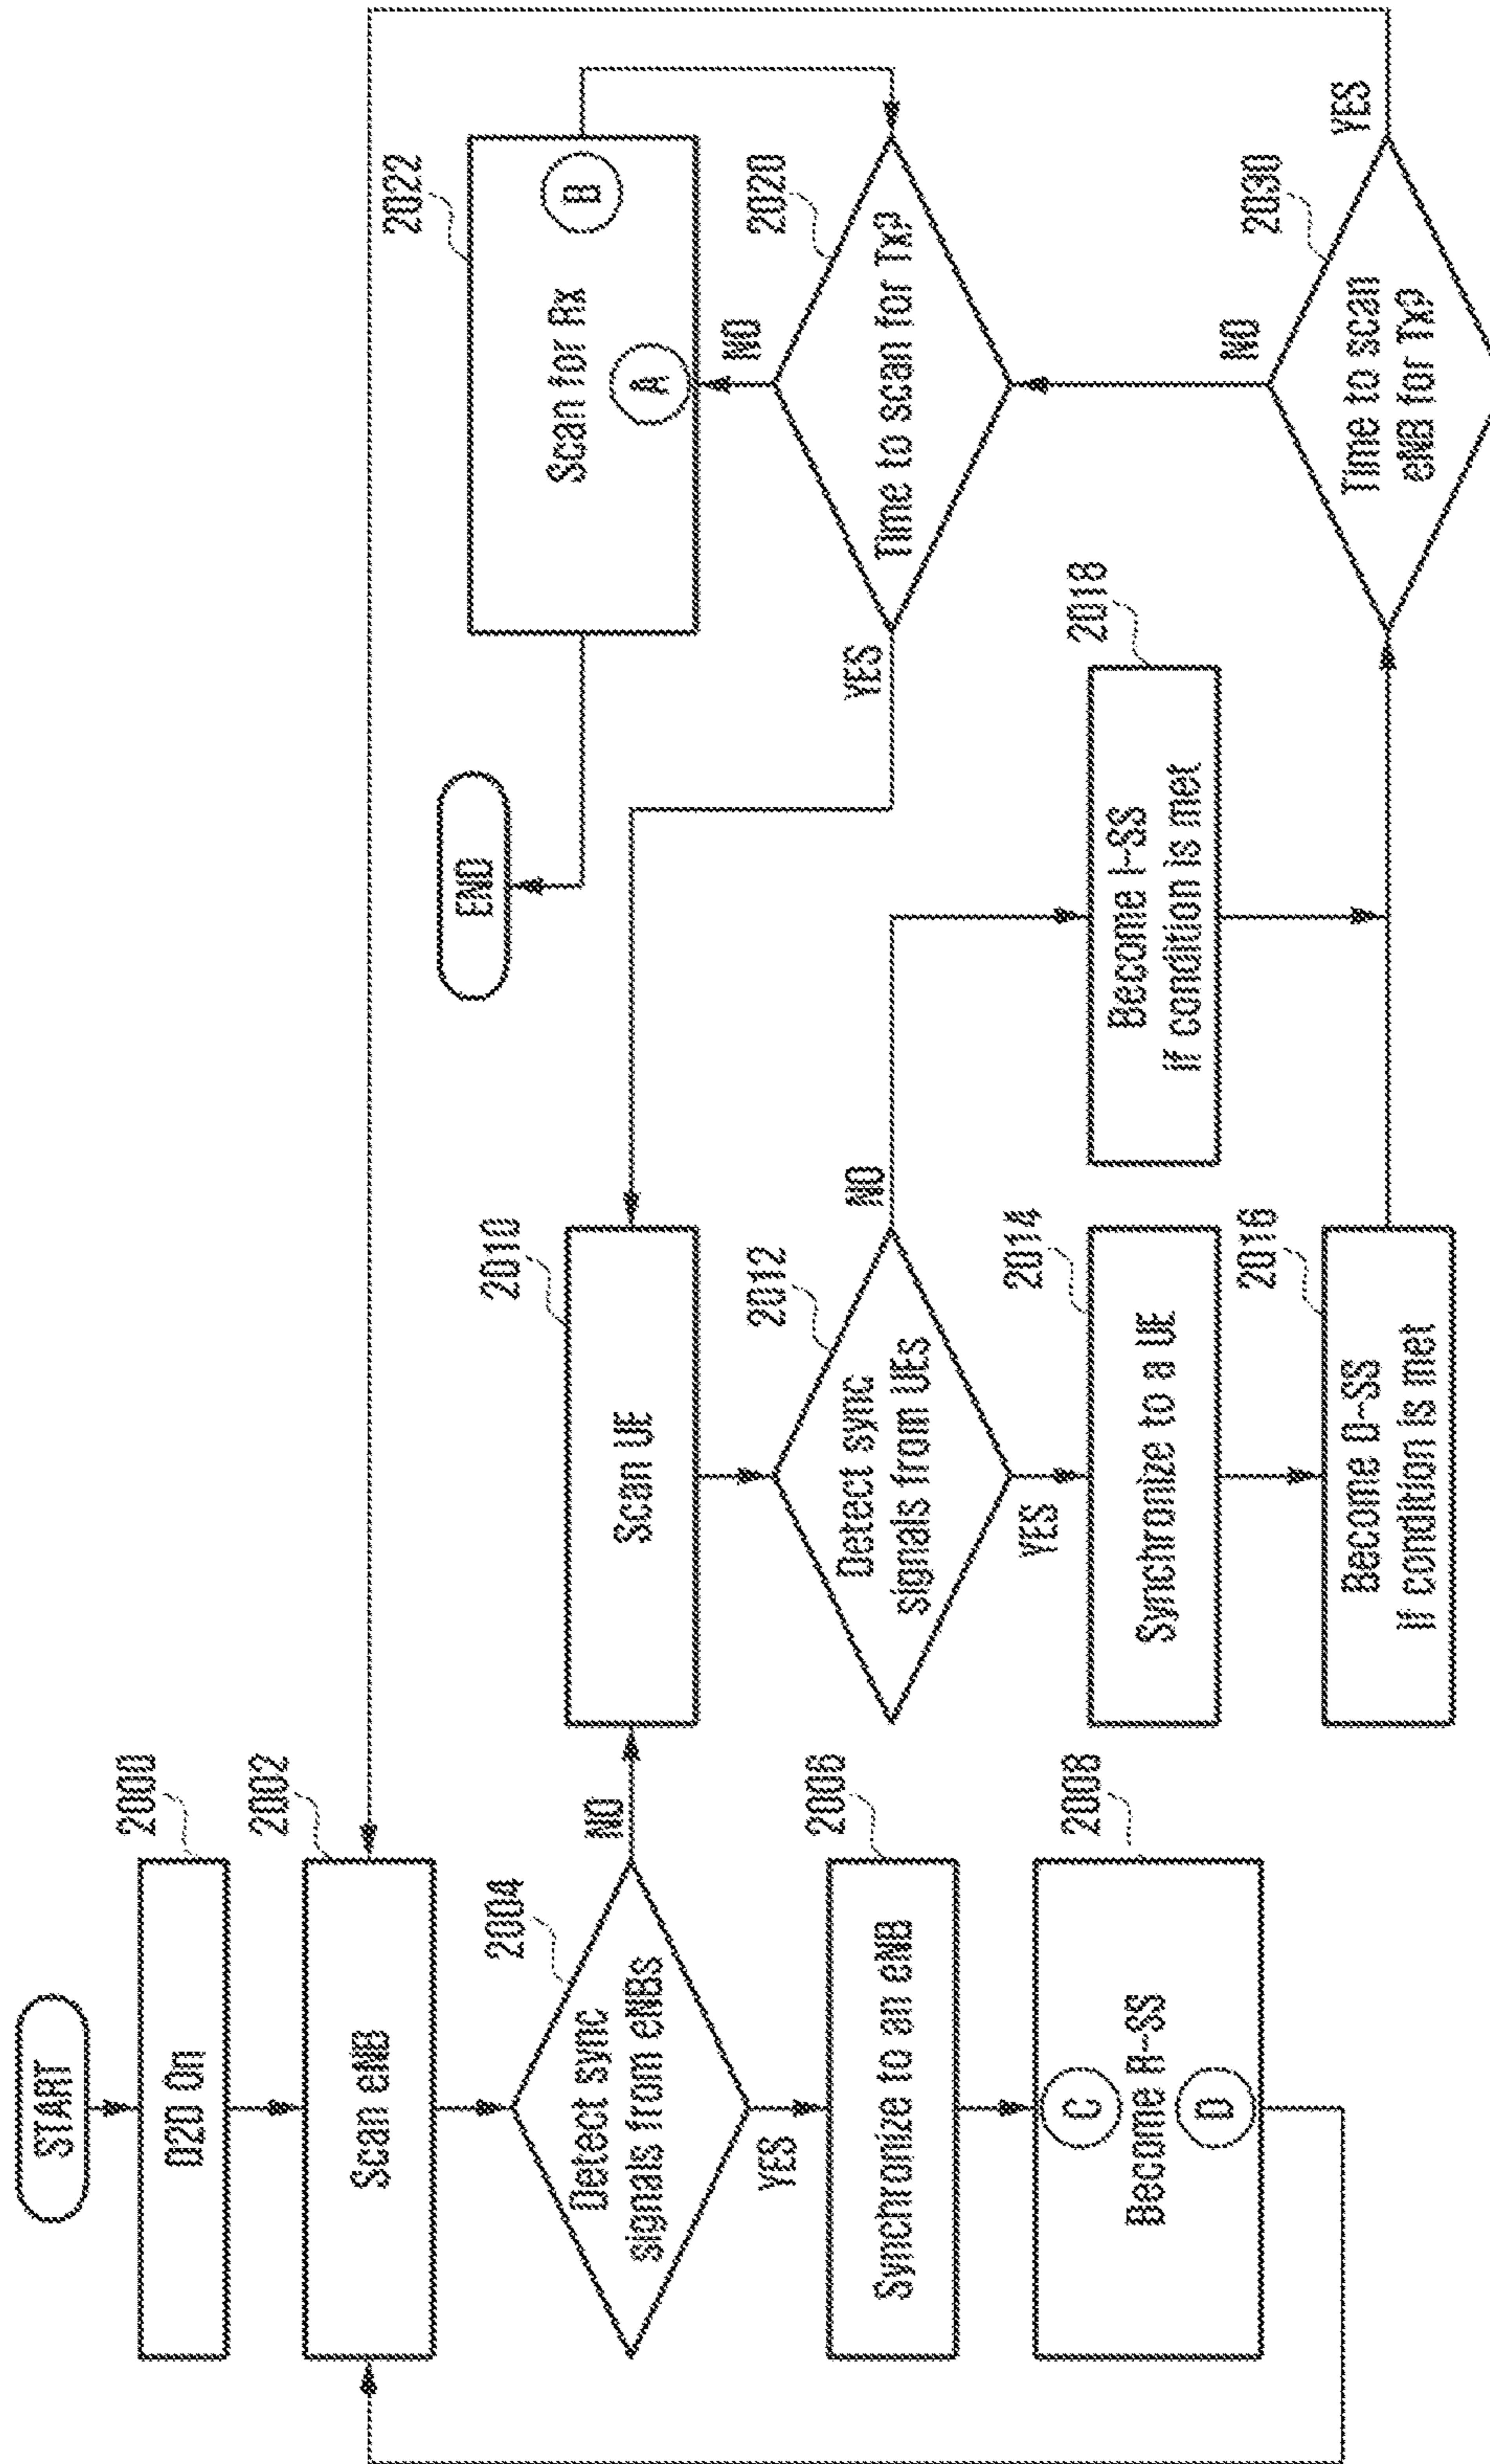 START
D2D On
2000
Scan eNB
2002
Detect sync
signals from eNBs
2004
NO
YES
Synchronize to an eNB
2006
C
Become R-SS
D
2008
Scan UE
2010
Detect sync
signals from UEs
2012
NO
YES
Synchronize to a UE
2014
Become D-SS
if condition is met
2016
Become I-SS
if condition is met
2018
END
Scan for Rx
A
B
2022
NO
Time to scan for Tx?
2020
YES
NO
Time to scan
eNB for Tx?
2030
YES